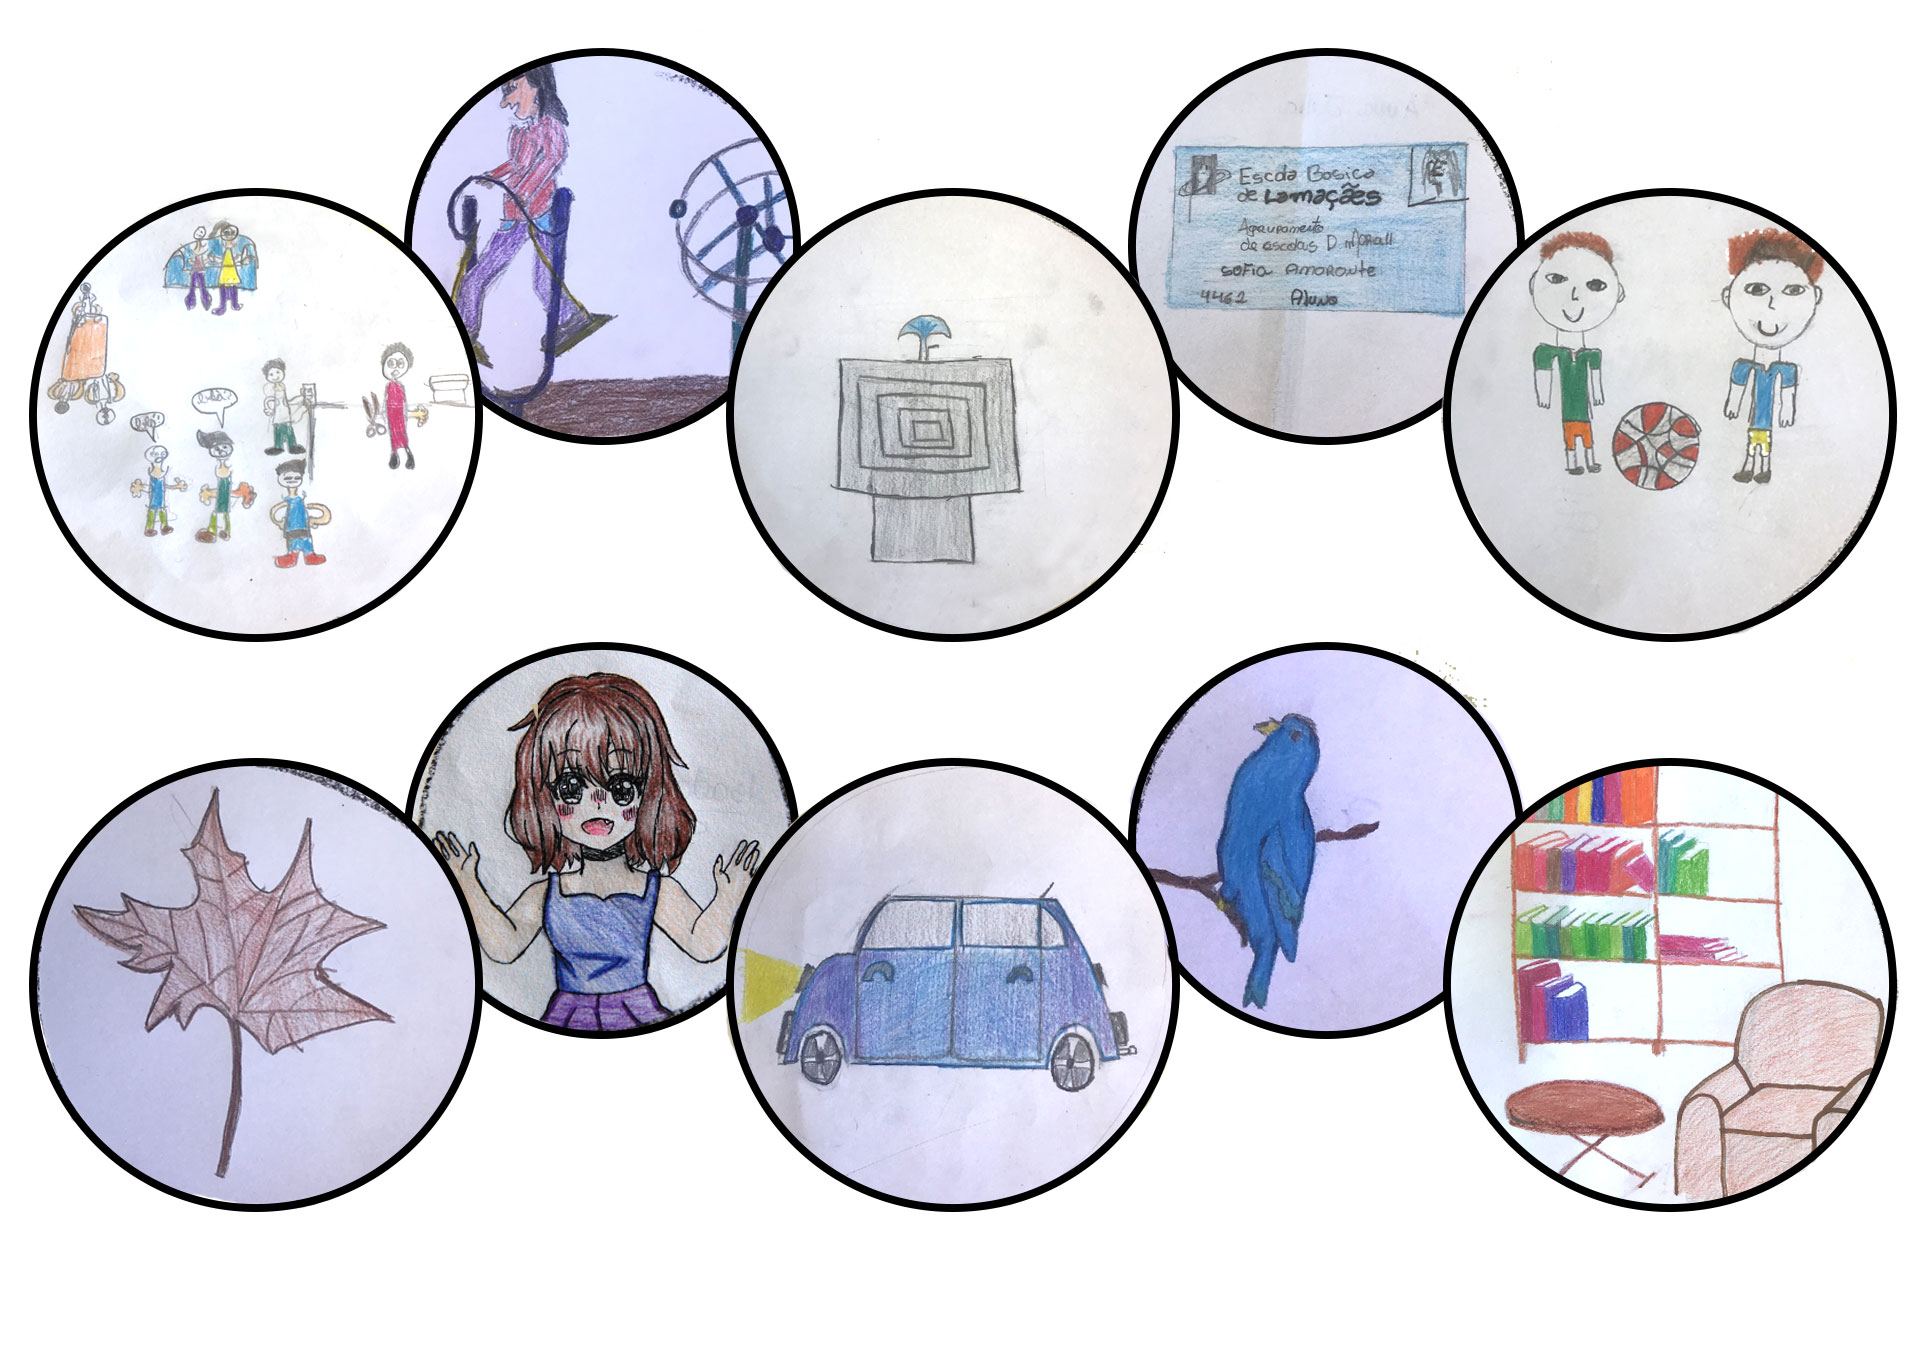 Escola Basica
de Lamaçães
Agrupamento
de escolas D. Maria II
SOFIA AMORANTE
4462 Aluno